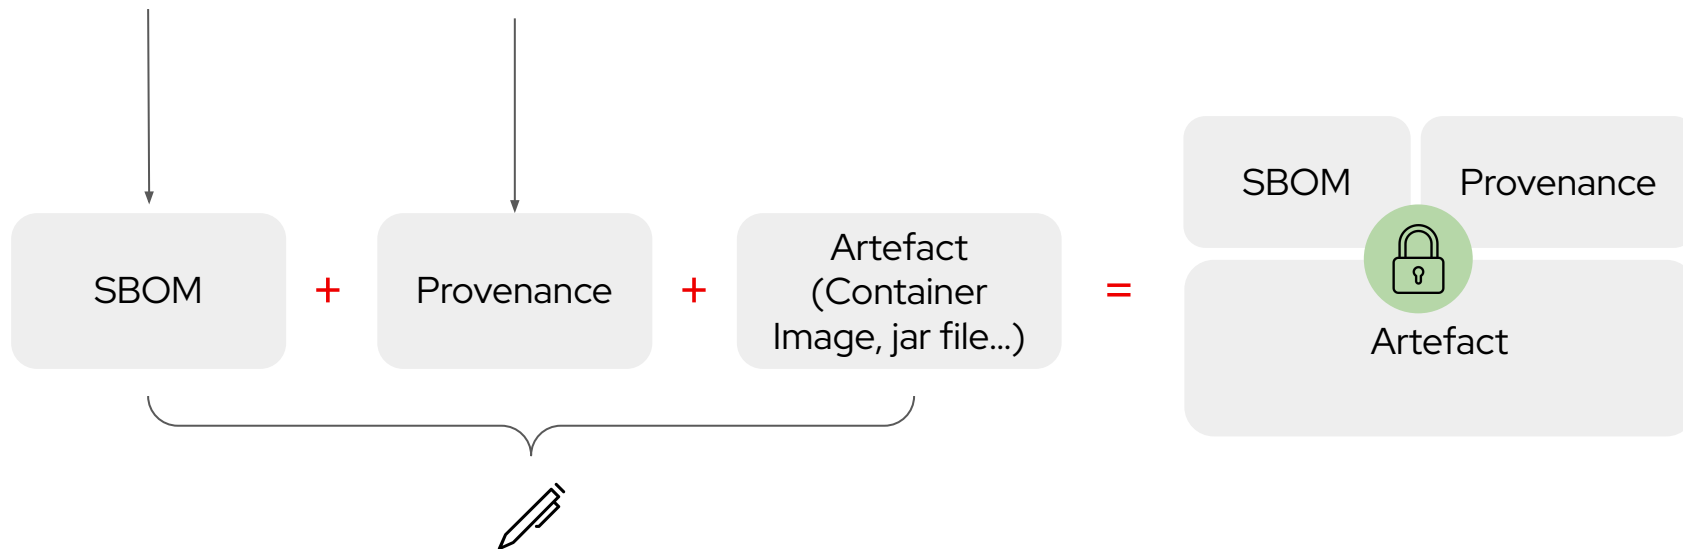 SBOM
+
Provenance
+
Artefact
(Container
Image, jar file...)
=
SBOM
Provenance
Artefact